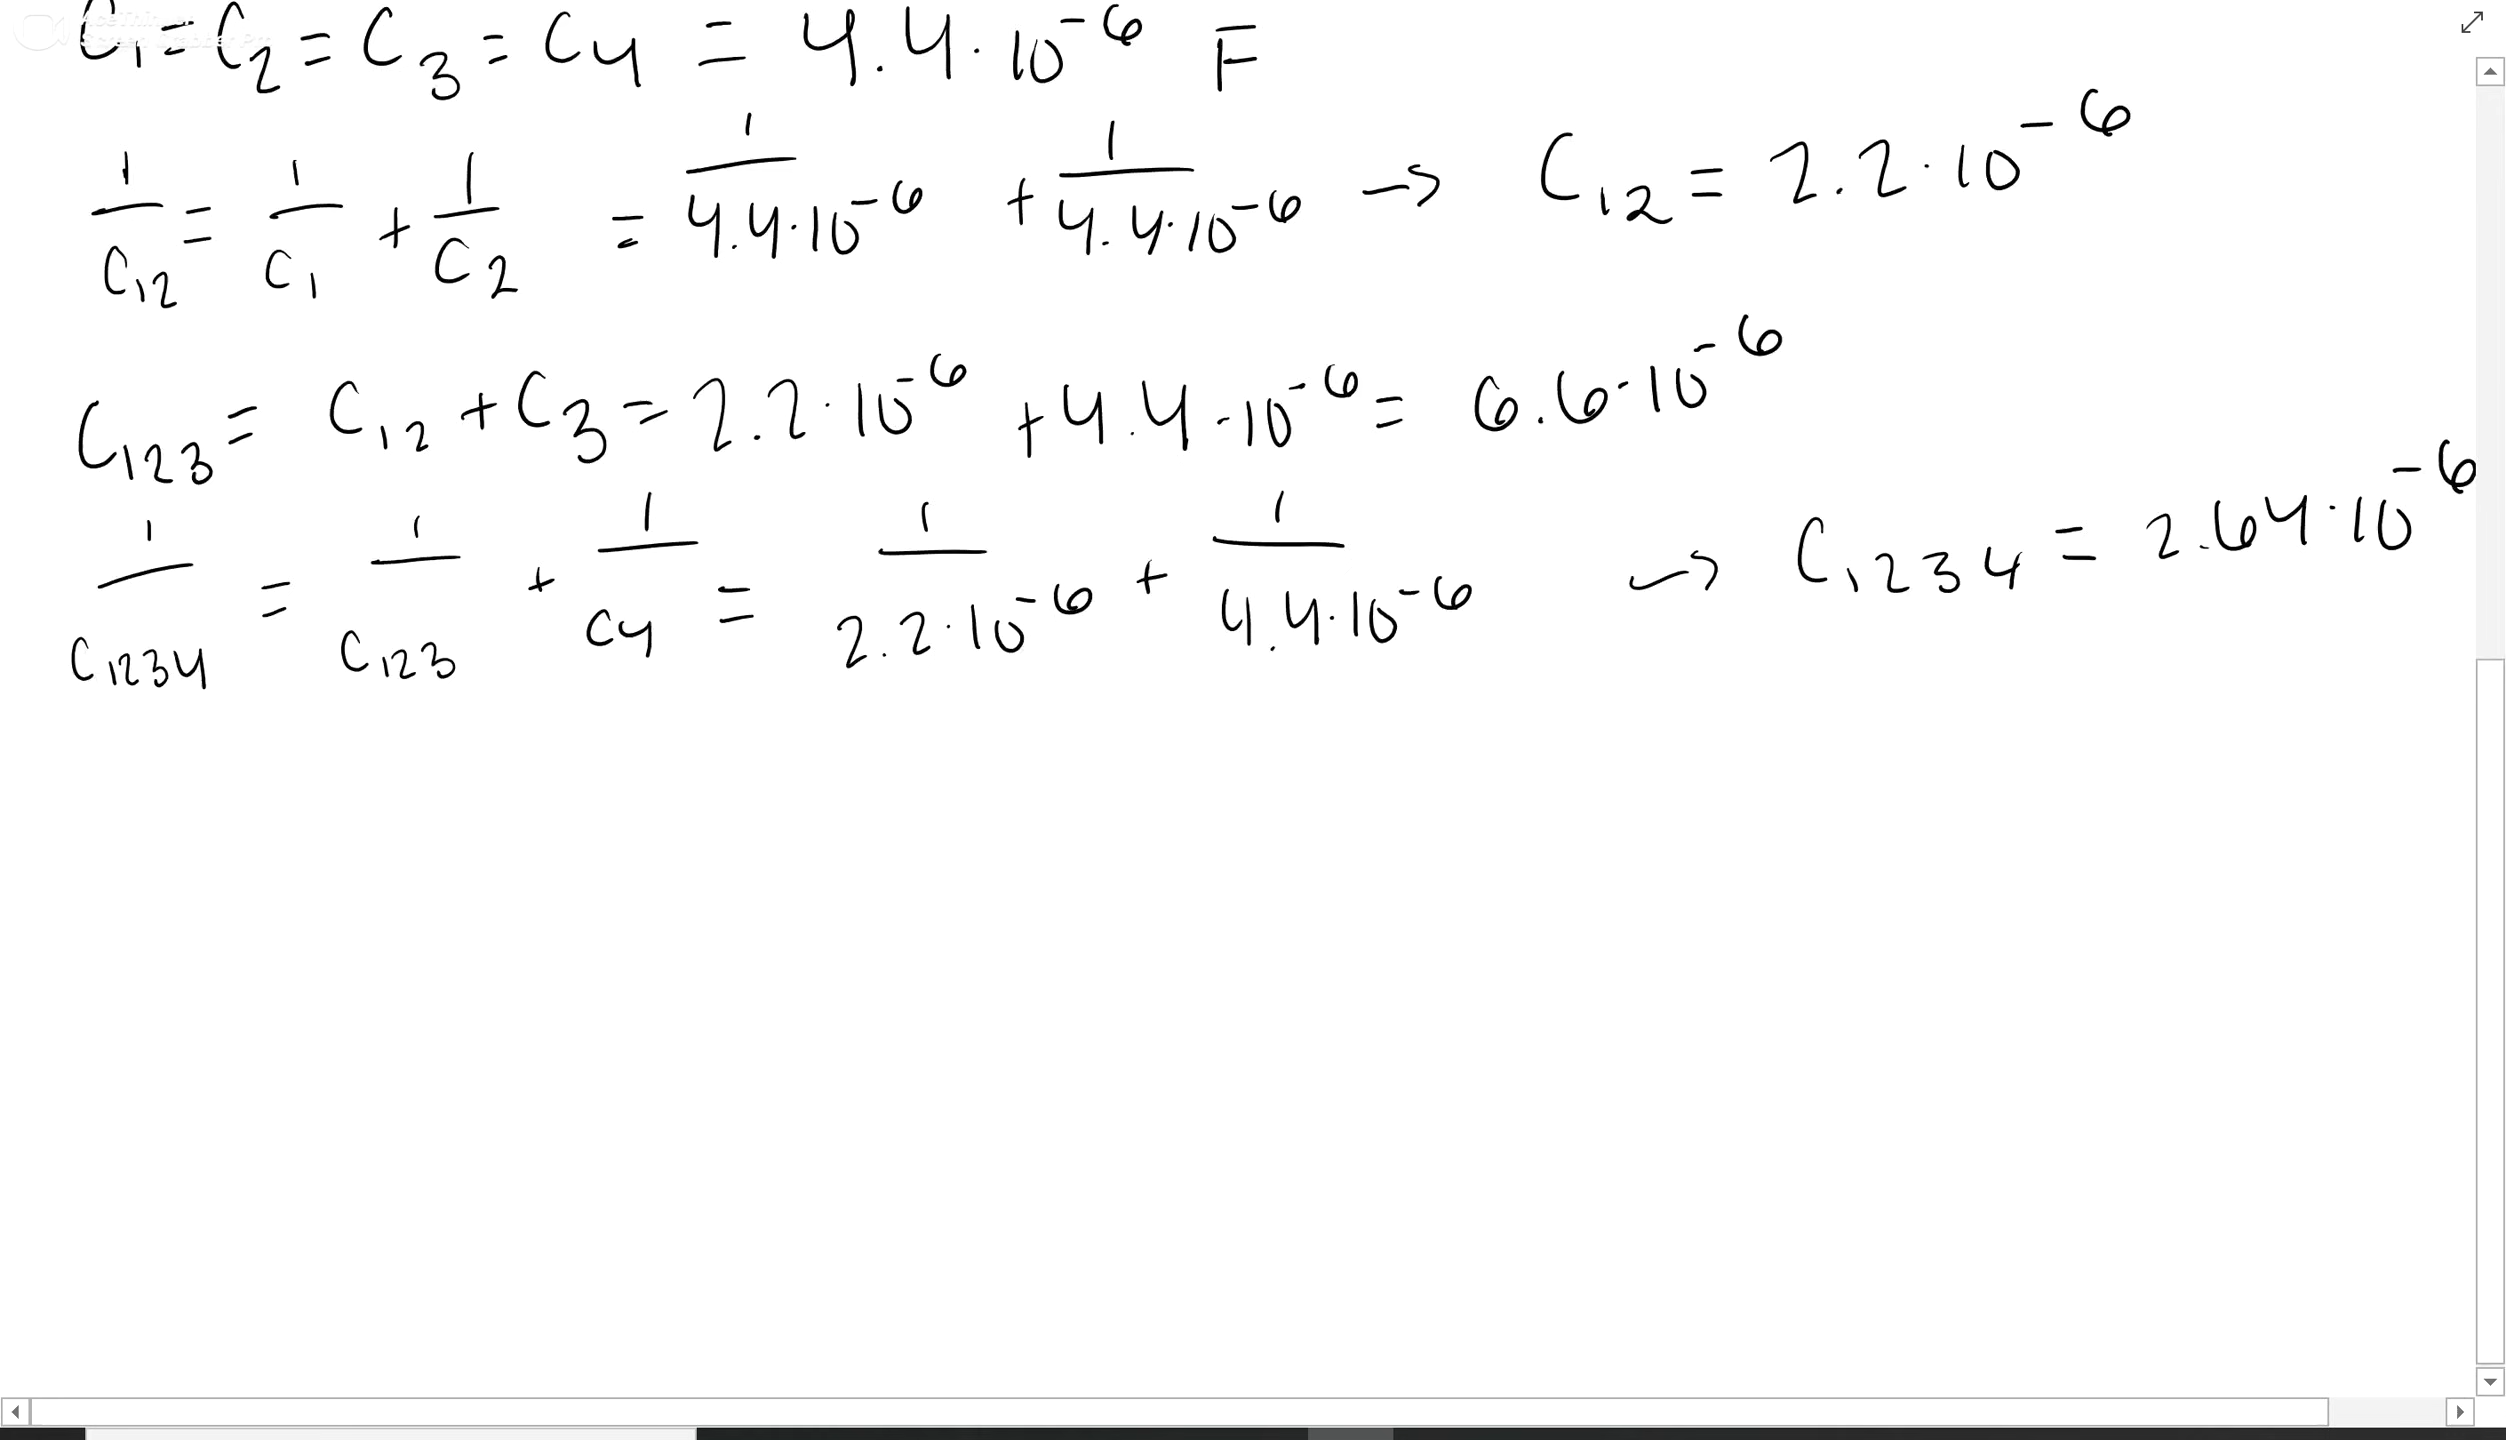 C₁ = C₂ = C₃ = C₄ = 4.4·10⁻⁶ F
1/C₁₂ = 1/C₁ + 1/C₂ = 1/4.4·10⁻⁶ + 1/4.4·10⁻⁶ → C₁₂ = 2.2·10⁻⁶
C₁₂₃ = C₁₂ + C₃ = 2.2·10⁻⁶ + 4.4·10⁻⁶ = 6.6·10⁻⁶
1/C₁₂₃₄ = 1/C₁₂₃ + 1/C₄ = 1/2.2·10⁻⁶ + 1/4.4·10⁻⁶ → C₁₂₃₄ = 2.64·10⁻⁶